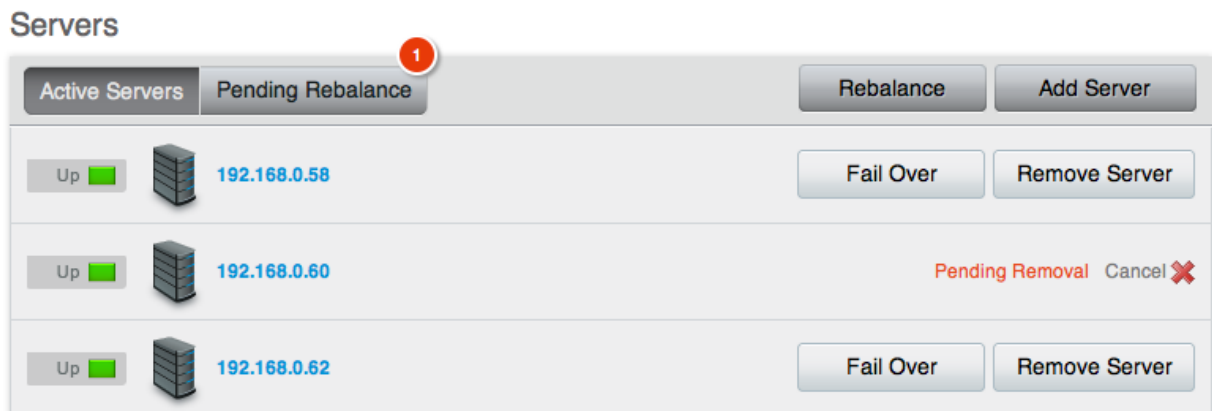 Servers
1
Active Servers Pending Rebalance Rebalance Add Server
Up 192.168.0.58 Fail Over Remove Server
Up 192.168.0.60 Pending Removal Cancel
Up 192.168.0.62 Fail Over Remove Server